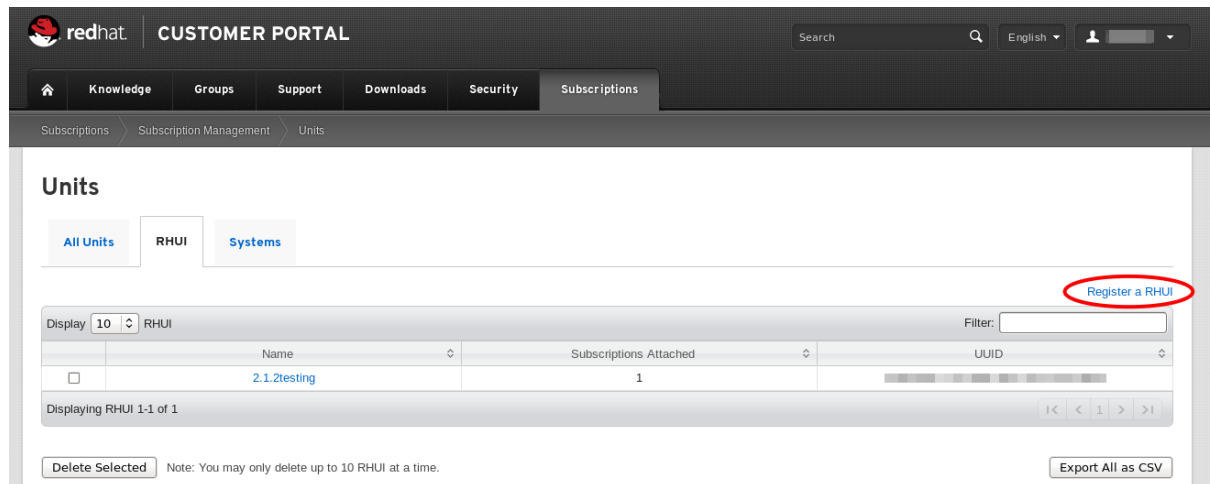 redhat. CUSTOMER PORTAL
Search English
Knowledge Groups Support Downloads Security Subscriptions
Subscriptions Subscription Management Units
Units
All Units RHUI Systems
Register a RHUI
Display 10 RHUI Filter:
Name Subscriptions Attached UUID
2.1.2testing 1
Displaying RHUI 1-1 of 1 1
Delete Selected Note: You may only delete up to 10 RHUI at a time. Export All as CSV